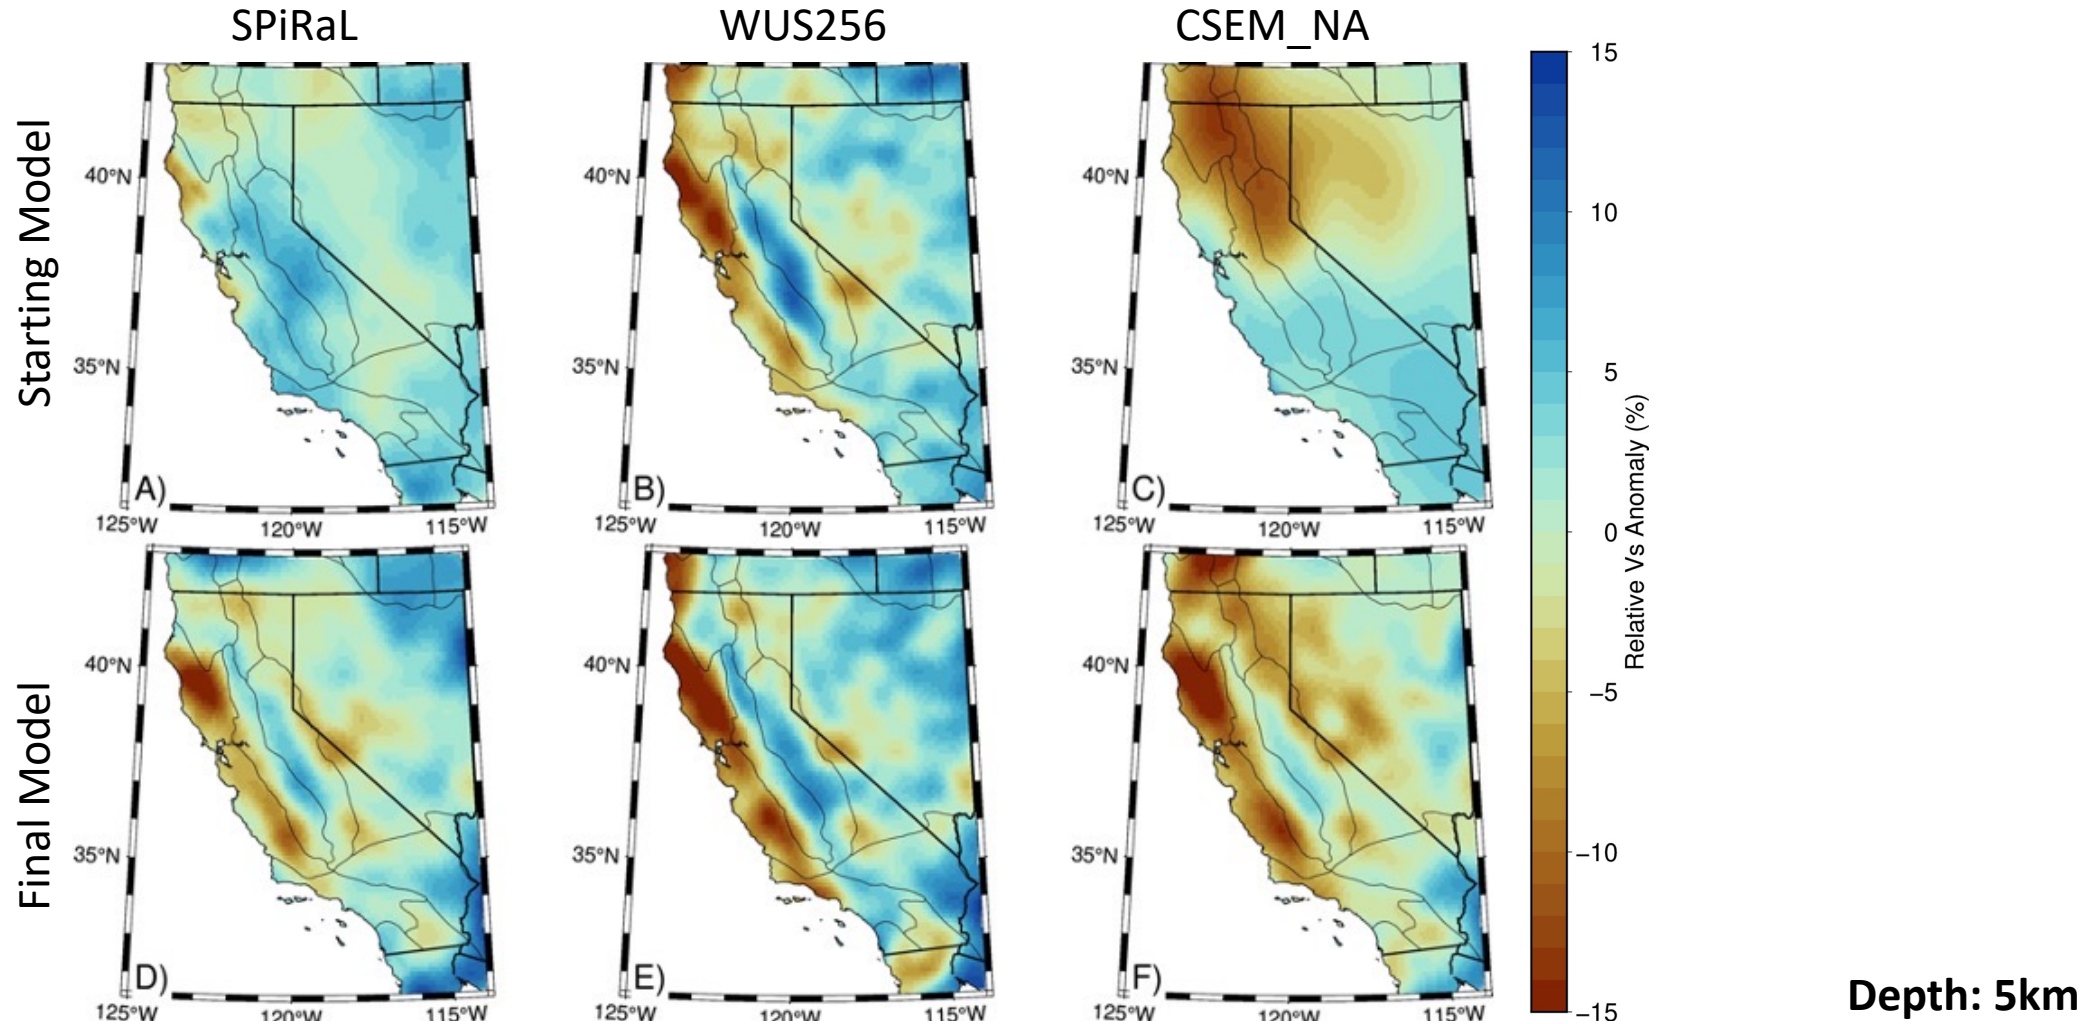 SPiRaL WUS256 CSEM_NA
Starting Model
40°N 40°N 40°N
35°N 35°N 35°N
A) B) C)
125°W 120°W 115°W 125°W 120°W 115°W 125°W 120°W 115°W
Final Model
40°N 40°N 40°N
35°N 35°N 35°N
D) E) F)
125°W 120°W 115°W 125°W 120°W 115°W 125°W 120°W 115°W
15
10
5
0
−5
−10
−15
Relative Vs Anomaly (%)
Depth: 5km